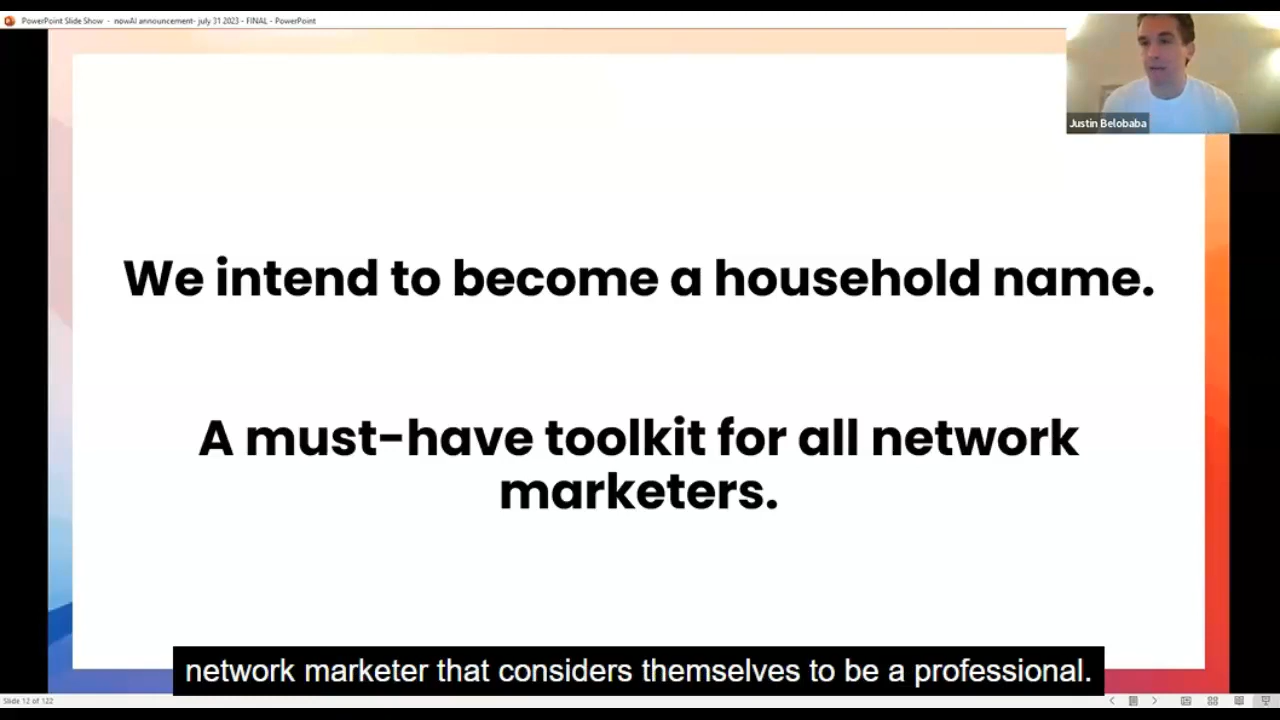 PowerPoint Slide Show - nowAI announcement- july 31 2023 - FINAL - PowerPoint
Justin Belobaba
We intend to become a household name.
A must-have toolkit for all network
marketers.
network marketer that considers themselves to be a professional.
Slide 12 of 122